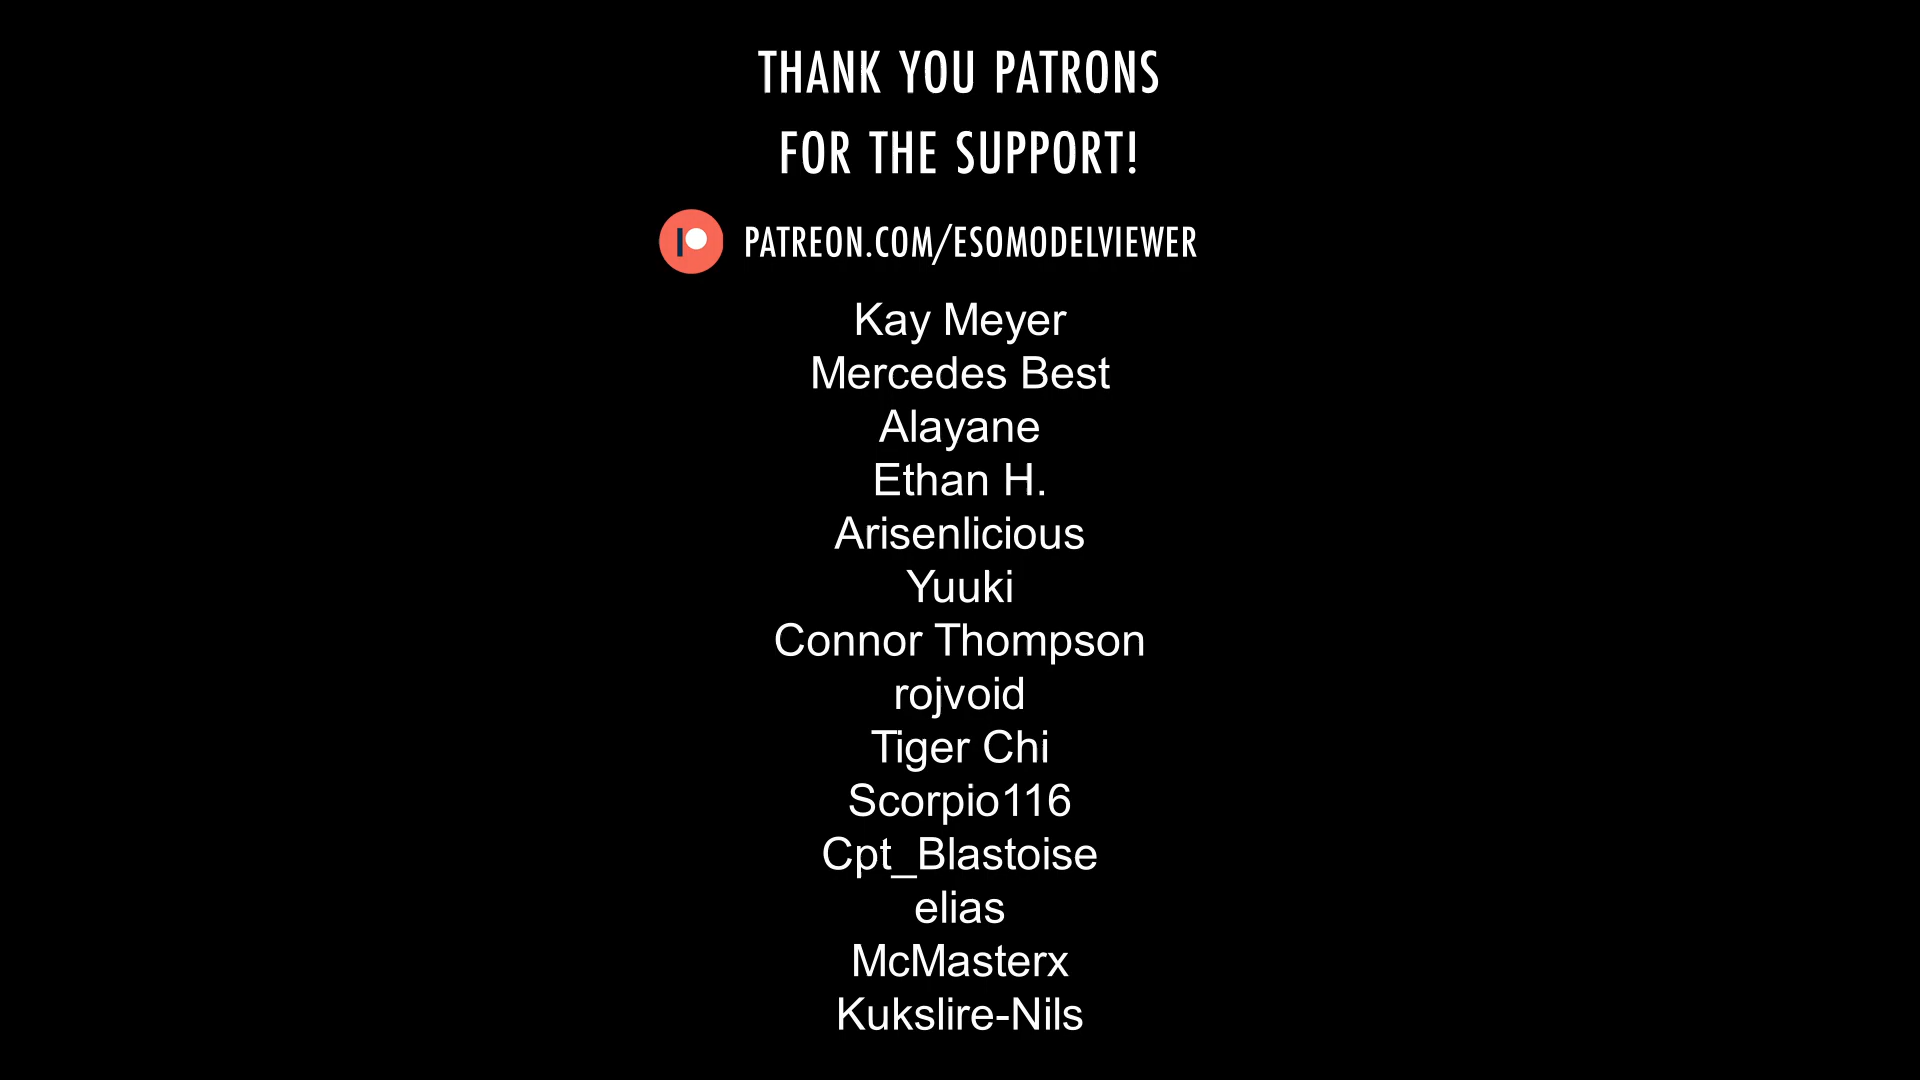 THANK YOU PATRONS
FOR THE SUPPORT!
PATREON.COM/ESOMODELVIEWER
Kay Meyer
Mercedes Best
Alayane
Ethan H.
Arisenlicious
Yuuki
Connor Thompson
rojvoid
Tiger Chi
Scorpio116
Cpt_Blastoise
elias
McMasterx
Kukslire-Nils